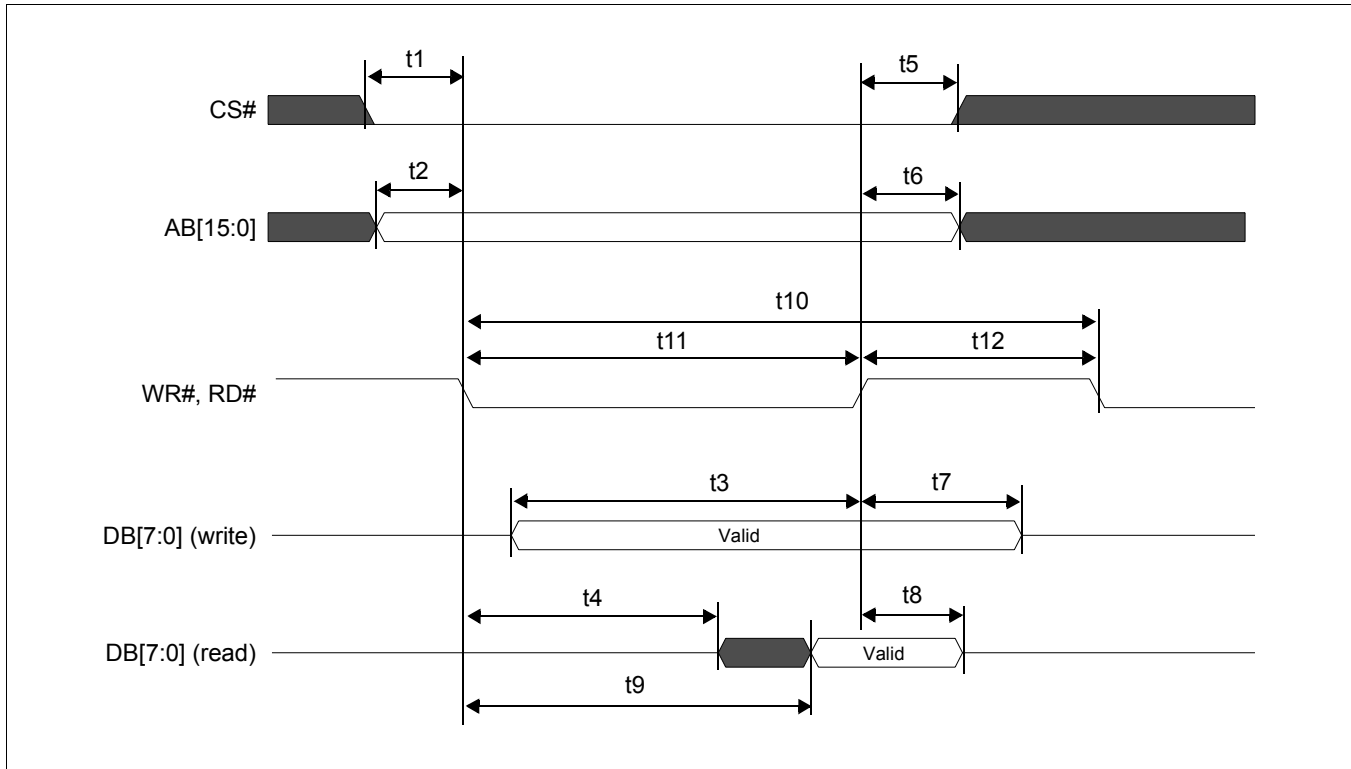 t1
t5
CS#
t2
t6
AB[15:0]
t10
t11
t12
WR#, RD#
t3
t7
DB[7:0] (write)
Valid
t4
t8
DB[7:0] (read)
Valid
t9